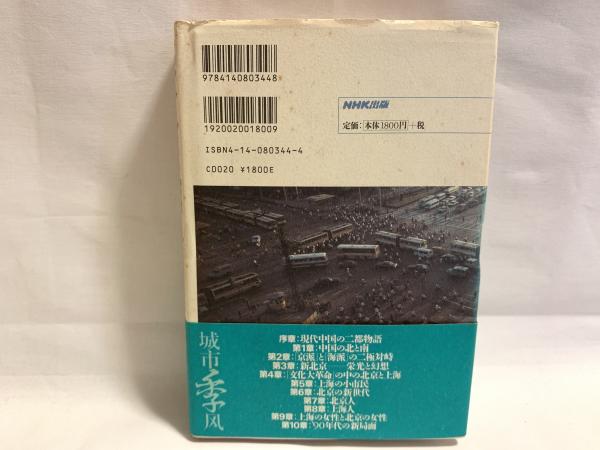 9784140803448
1920020018009
ISBN4-14-080344-4
C0020 ¥1800E
NHK出版
定価：本体1800円＋税
城市季风
序章：現代中国の二都物語
第1章：中国の北と南
第2章：「京派」と「海派」の二極対峙
第3章：新北京──栄光と幻想
第4章：「文化大革命」の中の北京と上海
第5章：上海の小市民
第6章：北京の新世代
第7章：北京人
第8章：上海人
第9章：上海の女性と北京の女性
第10章：'90年代の新局面